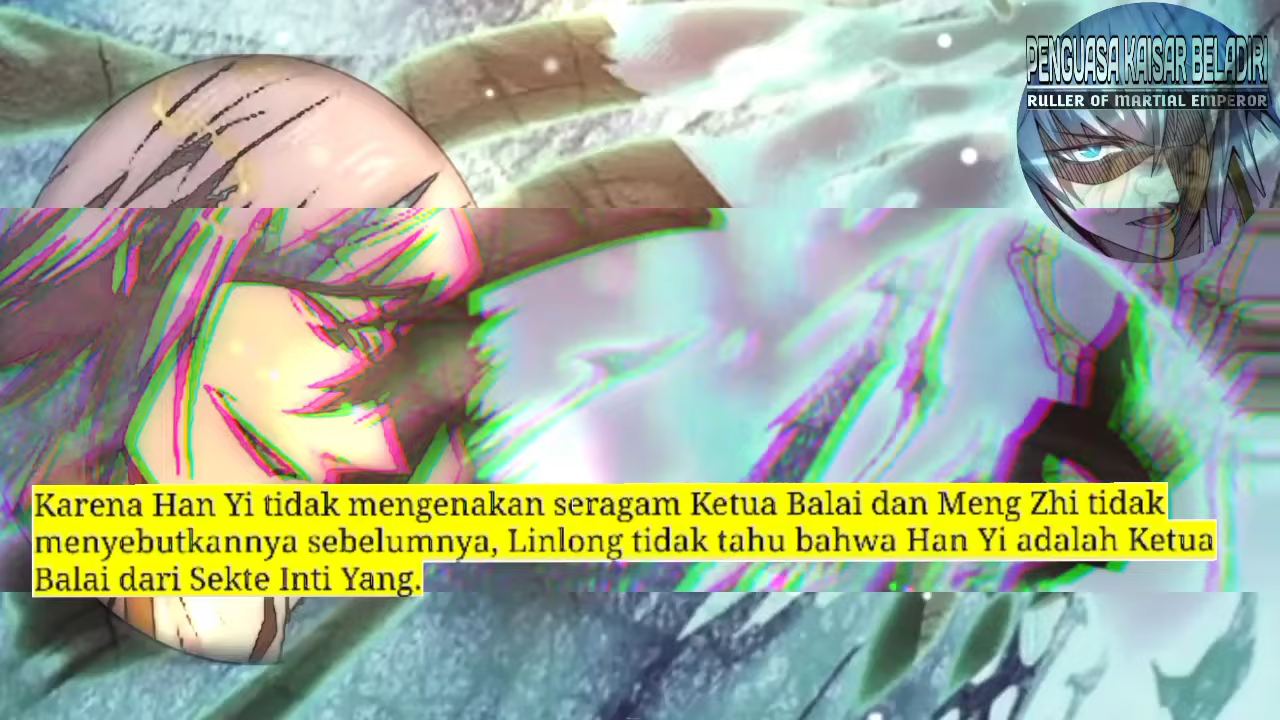 PENGUASA KAISAR BELADIRI
RULLER OF MARTIAL EMPEROR
Karena Han Yi tidak mengenakan seragam Ketua Balai dan Meng Zhi tidak
menyebutkannya sebelumnya, Linlong tidak tahu bahwa Han Yi adalah Ketua
Balai dari Sekte Inti Yang.